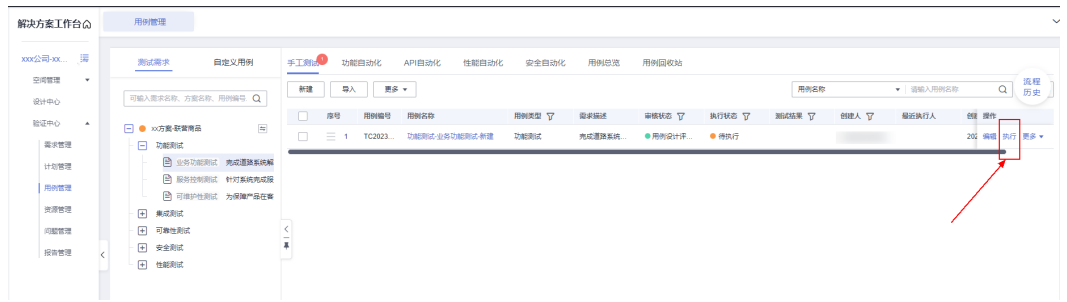 解决方案工作台
用例管理
xxx公司-xx...
空间管理
设计中心
验证中心
需求管理
计划管理
用例管理
资源管理
问题管理
报告管理
测试需求 自定义用例
可输入需求名称、方案名称、用例编号
xx方案-联营商品
功能测试
业务功能测试 完成道路系统解
服务控制测试 针对系统完成服
可维护性测试 为保障产品在客
集成测试
可靠性测试
安全测试
性能测试
手工测试 功能自动化 API自动化 性能自动化 安全自动化 用例总览 用例回收站
新建 导入 更多 用例名称 请输入用例名称
流程
历史
序号 用例编号 用例名称 用例类型 需求描述 审核状态 执行状态 测试结果 创建人 最近执行人 操作
1 TC2023... 功能测试-业务功能测试-新建 功能测试 完成道路系统... 用例设计评... 待执行 202 编辑 执行 更多